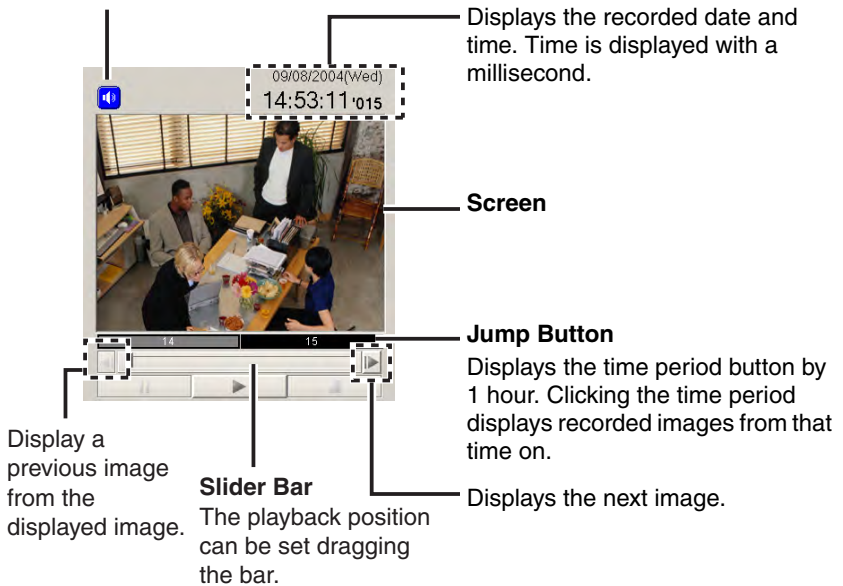 Displays the recorded date and
time. Time is displayed with a
millisecond.
09/08/2004(Wed)
14:53:11'015
Screen
14
15
Jump Button
Displays the time period button by
1 hour. Clicking the time period
displays recorded images from that
time on.
Display a
previous image
from the
displayed image.
Slider Bar
The playback position
can be set dragging
the bar.
Displays the next image.